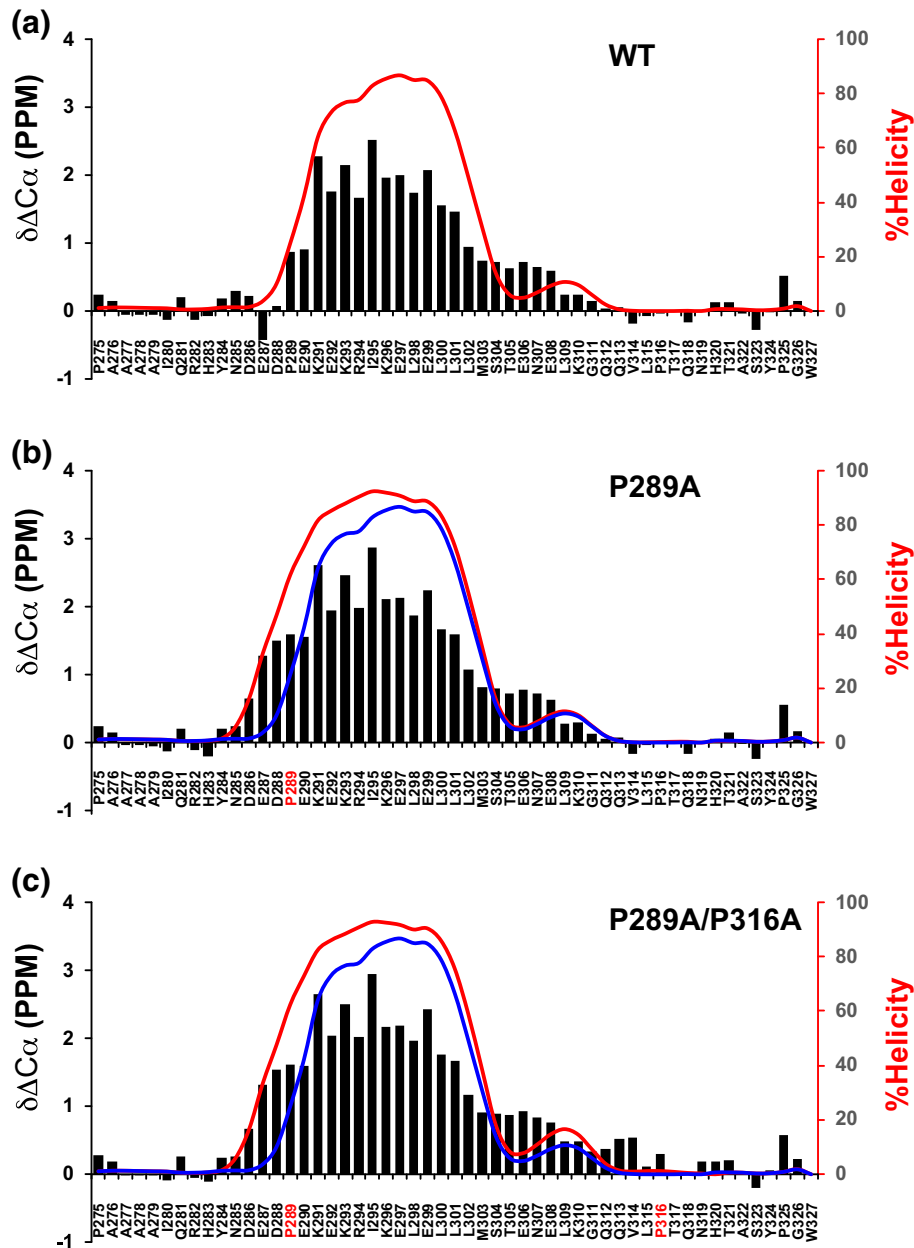 (a)
WT
δΔCα (PPM)
4
3
2
1
0
-1
100
80
60
40
20
0
%Helicity
P275 A276 A277 A278 A279 I280 Q281 R282 H283 Y284 N285 D286 E287 D288 P289 E290 K291 E292 K293 R294 I295 K296 E297 L298 E299 L300 L301 L302 M303 S304 T305 E306 N307 E308 L309 K310 G311 Q312 Q313 V314 L315 P316 T317 Q318 N319 H320 T321 A322 S323 Y324 P325 G326 W327
(b)
P289A
δΔCα (PPM)
4
3
2
1
0
-1
100
80
60
40
20
0
%Helicity
P275 A276 A277 A278 A279 I280 Q281 R282 H283 Y284 N285 D286 E287 D288 P289 E290 K291 E292 K293 R294 I295 K296 E297 L298 E299 L300 L301 L302 M303 S304 T305 E306 N307 E308 L309 K310 G311 Q312 Q313 V314 L315 P316 T317 Q318 N319 H320 T321 A322 S323 Y324 P325 G326 W327
(c)
P289A/P316A
δΔCα (PPM)
4
3
2
1
0
-1
100
80
60
40
20
0
%Helicity
P275 A276 A277 A278 A279 I280 Q281 R282 H283 Y284 N285 D286 E287 D288 P289 E290 K291 E292 K293 R294 I295 K296 E297 L298 E299 L300 L301 L302 M303 S304 T305 E306 N307 E308 L309 K310 G311 Q312 Q313 V314 L315 P316 T317 Q318 N319 H320 T321 A322 S323 Y324 P325 G326 W327